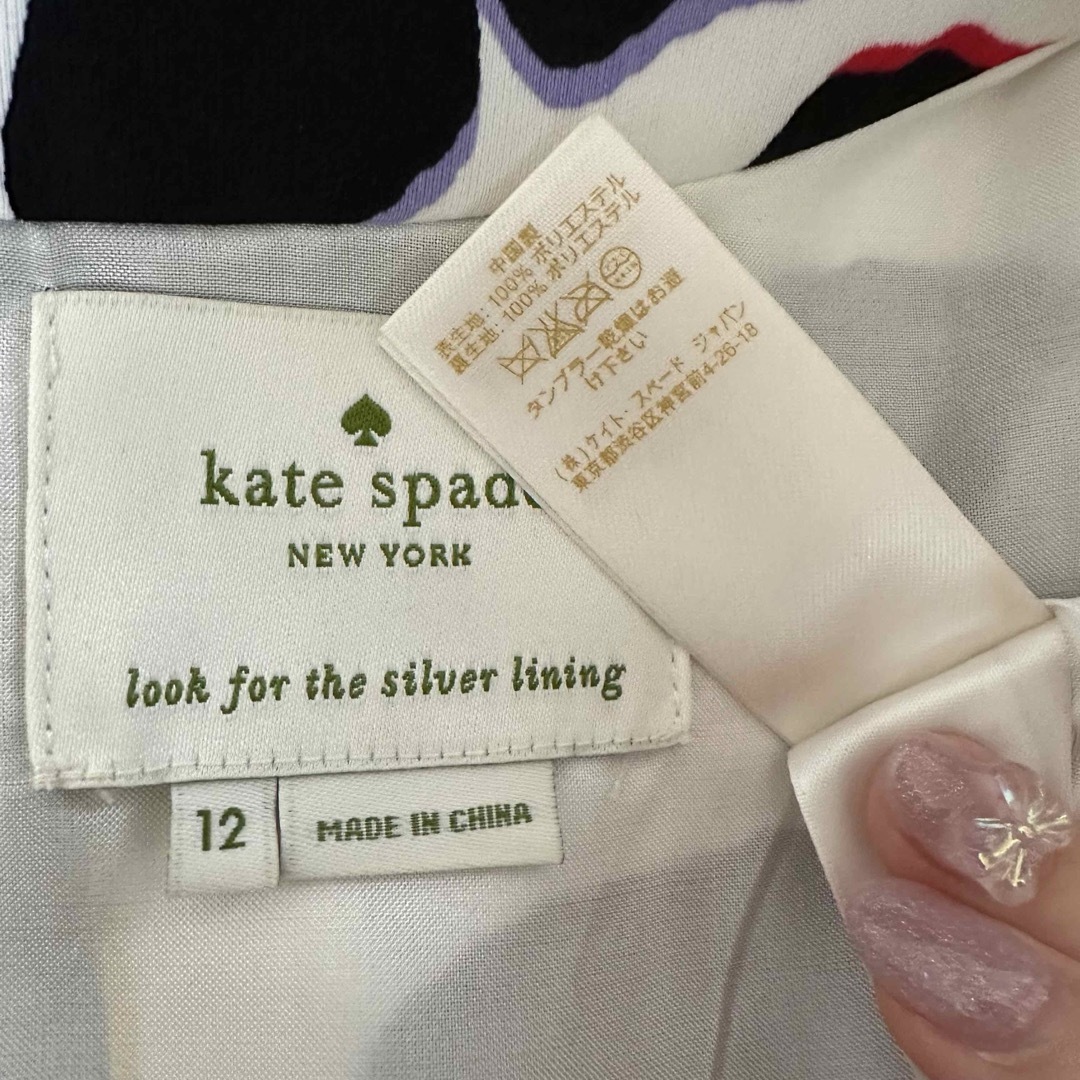 kate spad
NEW YORK
look for the silver lining
12
MADE IN CHINA
中国製
表生地: 100% ポリエステル
裏生地: 100% ポリエステル
タンブラー乾燥はお避
け下さい
(株)ケイト・スペード ジャパン
東京都渋谷区神宮前4-26-18